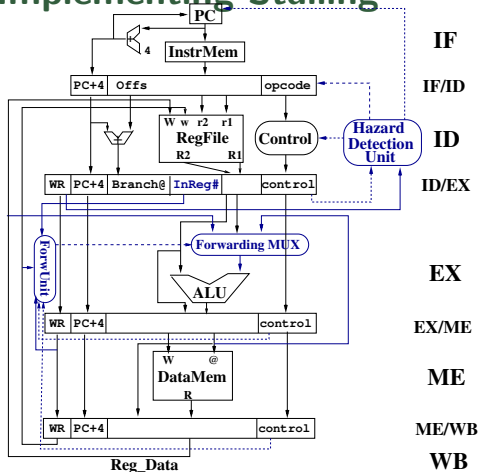 Implementing Stalling
PC
IF
4
InstrMem
PC+4 Offs opcode
IF/ID
W w r2 r1
RegFile
R2 R1
Control
Hazard
Detection
Unit
ID
WR PC+4 Branch@ InReg# control
ID/EX
ForwUnit
Forwarding MUX
ALU
EX
WR PC+4 control
EX/ME
W @
DataMem
R
ME
WR PC+4 control
ME/WB
Reg_Data
WB